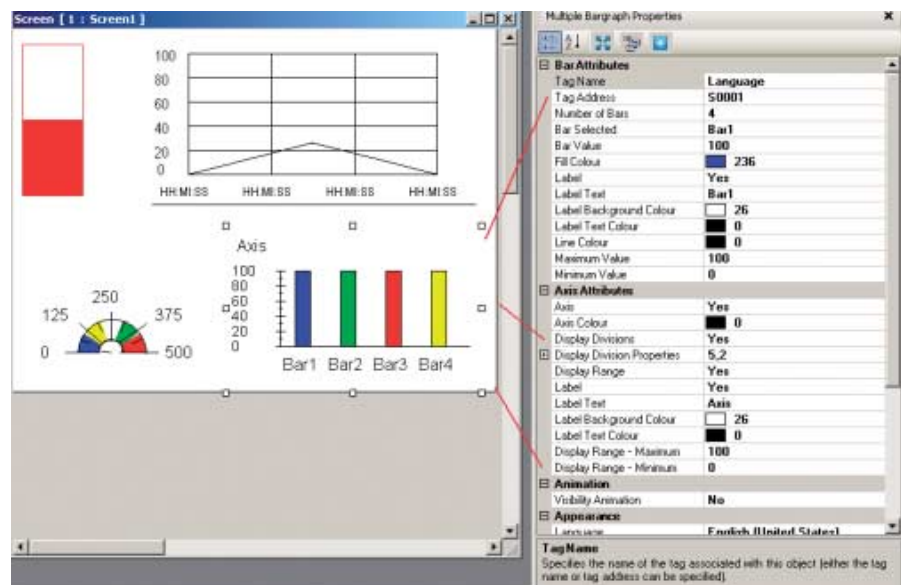 Screen [ 1 : Screen1 ]
100
80
60
40
20
0
HH:MI:SS HH:MI:SS HH:MI:SS HH:MI:SS
Axis
100
80
60
40
20
0
Bar1 Bar2 Bar3 Bar4
250
125 375
0 500
Multiple Bargraph Properties
Bar Attributes
Tag Name Language
Tag Address S0001
Number of Bars 4
Bar Selected Bar1
Bar Value 100
Fill Colour 236
Label Yes
Label Text Bar1
Label Background Colour 26
Label Text Colour 0
Line Colour 0
Maximum Value 100
Minimum Value 0
Axis Attributes
Axis Yes
Axis Colour 0
Display Divisions Yes
Display Division Properties 5,2
Display Range Yes
Label Yes
Label Text Axis
Label Background Colour 26
Label Text Colour 0
Display Range - Maximum 100
Display Range - Minimum 0
Animation
Visibility Animation No
Appearance
Language English (United States)
Tag Name
Specifies the name of the tag associated with this object (either the tag
name or tag address can be specified).